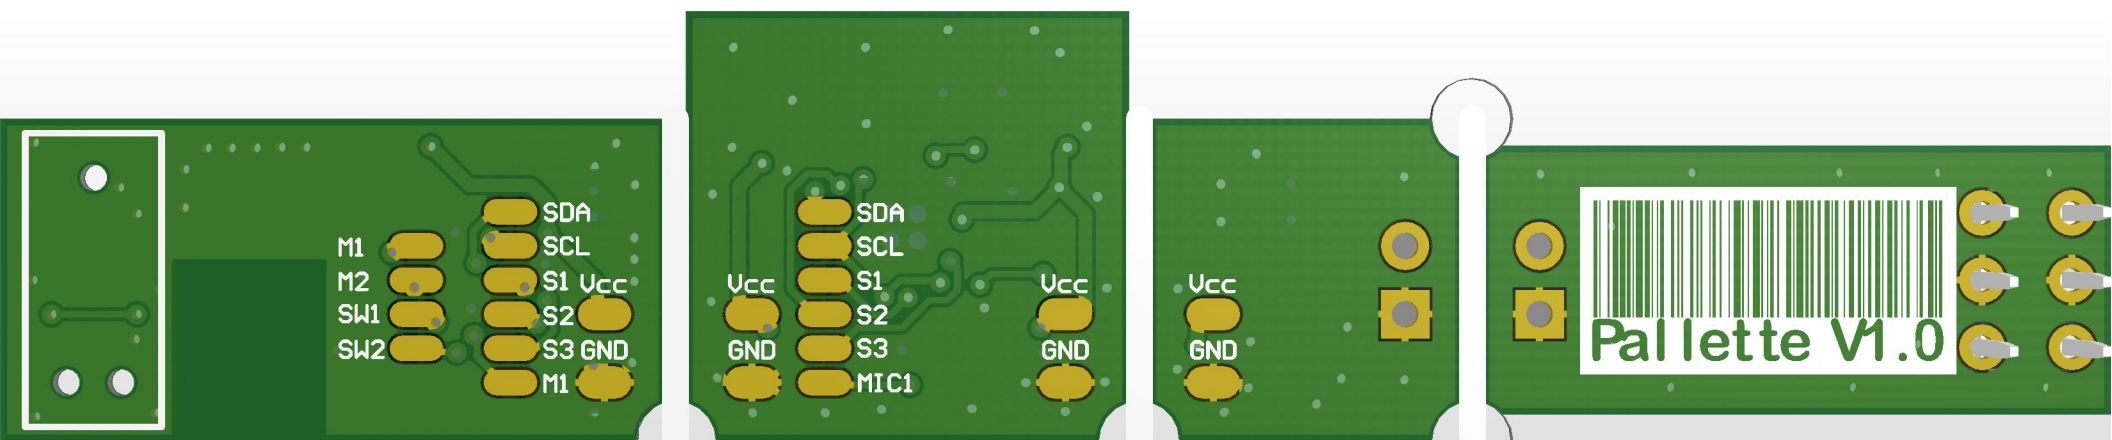 M1
M2
SW1
SW2
SDA
SCL
S1
S2
S3
M1
Vcc
GND
Vcc
GND
SDA
SCL
S1
S2
S3
MIC1
Vcc
GND
Vcc
GND
Pallette V1.0